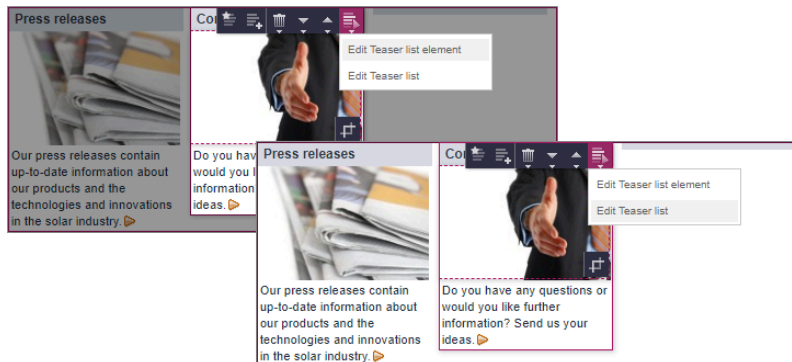 Press releases
Co
Edit Teaser list element
Edit Teaser list
Our press releases contain
up-to-date information about
our products and the
technologies and innovations
in the solar industry.
Do you hav
would you l
information
ideas.
Press releases
Co
Edit Teaser list element
Edit Teaser list
Our press releases contain
up-to-date information about
our products and the
technologies and innovations
in the solar industry.
Do you have any questions or
would you like further
information? Send us your
ideas.